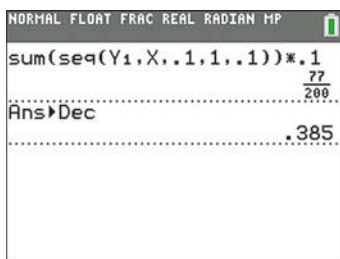 NORMAL FLOAT FRAC REAL RADIAN MP
sum(seq(Y₁,X,.1,1,.1))*.1
77
200
Ans▸Dec
.385